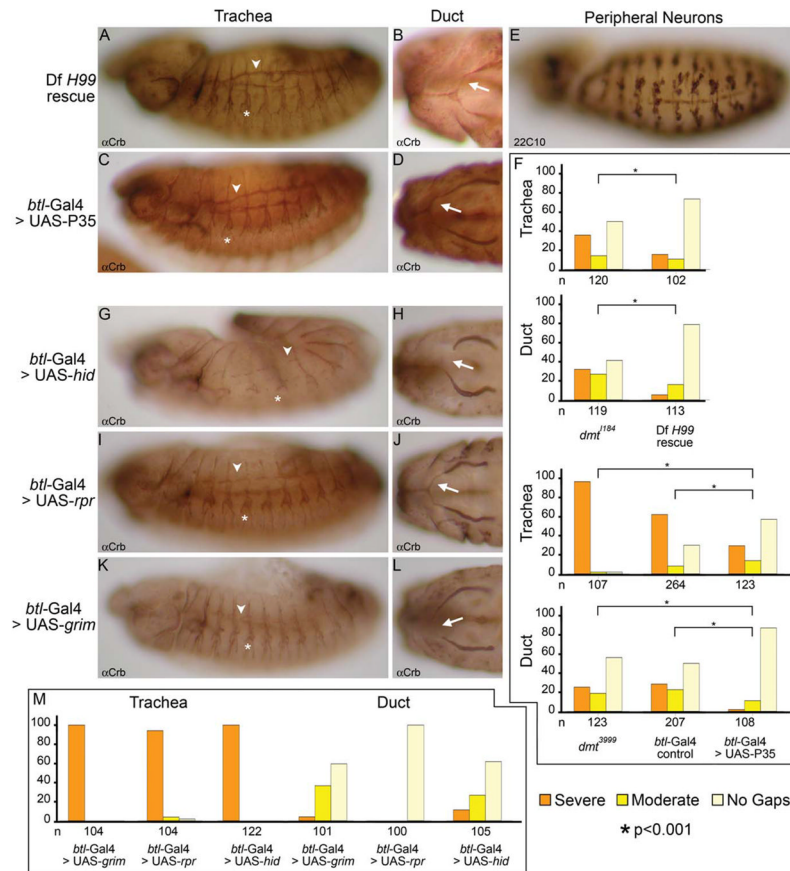 Trachea
Duct
Peripheral Neurons
A
B
E
Df H99
rescue
αCrb
αCrb
22C10
C
D
btl-Gal4
> UAS-P35
αCrb
αCrb
F
Trachea
100
80
60
40
20
0
*
n
120
102
Duct
100
80
60
40
20
0
*
n
119
113
dmt^J184
Df H99
rescue
G
H
btl-Gal4
> UAS-hid
αCrb
αCrb
I
J
btl-Gal4
> UAS-rpr
αCrb
αCrb
K
L
btl-Gal4
> UAS-grim
αCrb
αCrb
Trachea
100
80
60
40
20
0
*
*
n
107
264
123
Duct
100
80
60
40
20
0
*
*
n
123
207
108
dmt^3999
btl-Gal4
control
btl-Gal4
> UAS-P35
M
Trachea
Duct
100
80
60
40
20
0
n
104
104
122
101
100
105
btl-Gal4
> UAS-grim
btl-Gal4
> UAS-rpr
btl-Gal4
> UAS-hid
btl-Gal4
> UAS-grim
btl-Gal4
> UAS-rpr
btl-Gal4
> UAS-hid
Severe
Moderate
No Gaps
* p<0.001